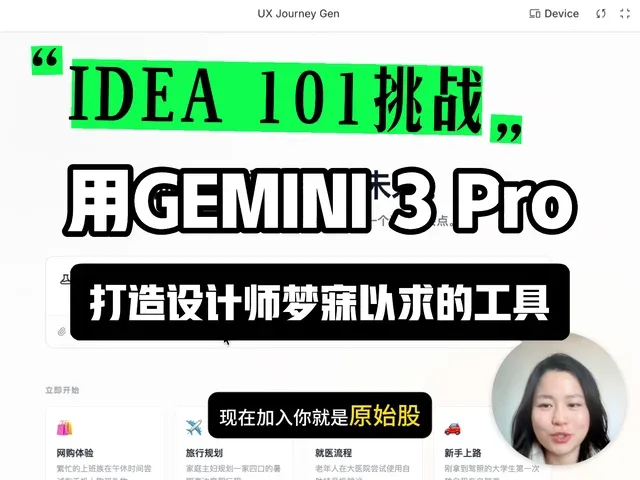 UX Journey Gen
Device
“IDEA 101挑战”
用GEMINI 3 Pro
打造设计师梦寐以求的工具
立即开始
现在加入你就是原始股
网购体验
旅行规划
就医流程
新手上路
繁忙的上班族在午休时间尝
家庭主妇规划一家四口的暑
老年人在大医院尝试使用自
刚拿到驾照的大学生第一次